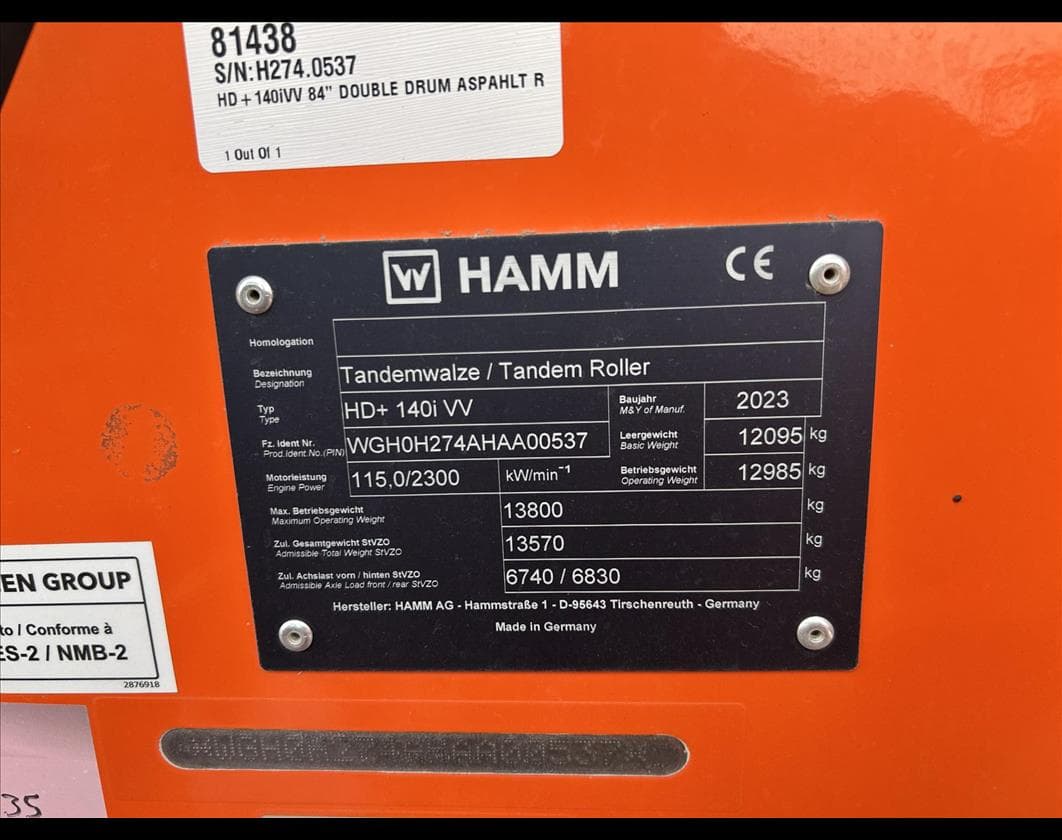 81438
S/N:H274.0537
HD+140iVV 84" DOUBLE DRUM ASPAHLT R
1 Out Of 1
HAMM CE
Homologation
Bezeichnung Tandemwalze / Tandem Roller
Designation
Typ HD+ 140i VV Baujahr 2023
Type M&Y of Manuf.
Fz. Ident Nr. WGH0H274AHAA00537 Leergewicht 12095 kg
Prod.Ident.No.(PIN) Basic Weight
Motorleistung 115,0/2300 kW/min⁻¹ Betriebsgewicht 12985 kg
Engine Power Operating Weight
Max. Betriebsgewicht 13800 kg
Maximum Operating Weight
Zul. Gesamtgewicht StVZO 13570 kg
Admissible Total Weight StVZO
Zul. Achslast vorn / hinten StVZO 6740 / 6830 kg
Admissible Axle Load front / rear StVZO
Hersteller: HAMM AG - Hammstraße 1 - D-95643 Tirschenreuth - Germany
Made in Germany
EN GROUP
to / Conforme à
ES-2 / NMB-2
2876918
35